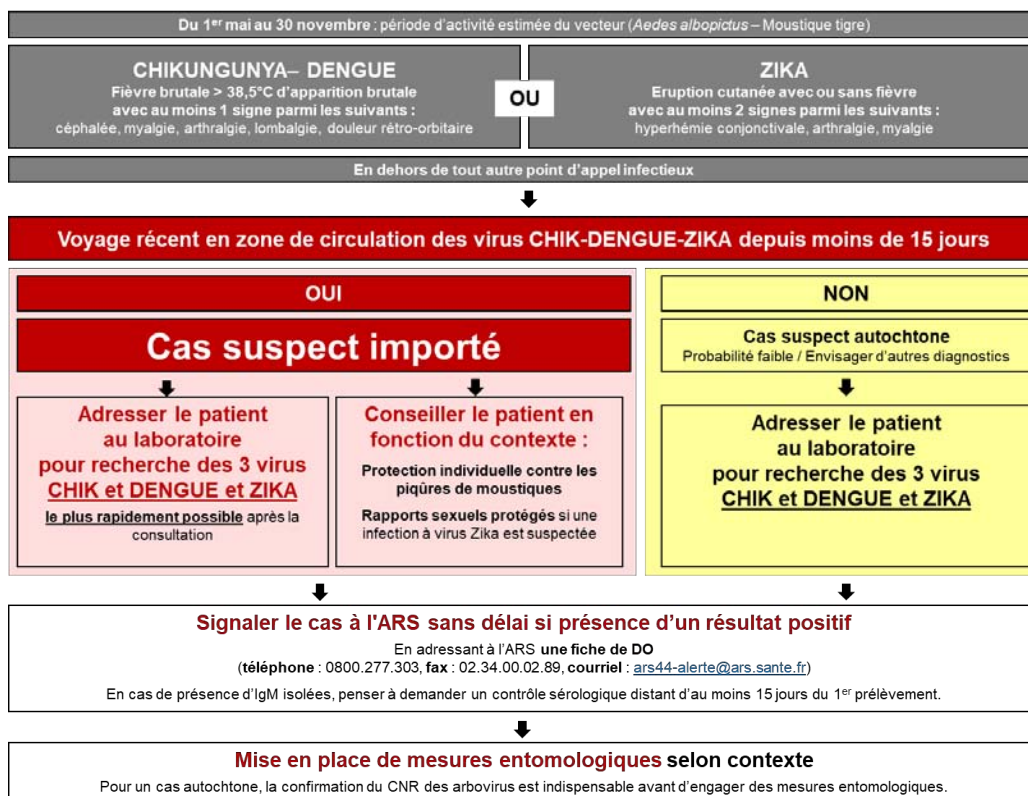 Du 1er mai au 30 novembre : période d'activité estimée du vecteur (Aedes albopictus – Moustique tigre)
CHIKUNGUNYA– DENGUE
Fièvre brutale > 38,5°C d'apparition brutale
avec au moins 1 signe parmi les suivants :
céphalée, myalgie, arthralgie, lombalgie, douleur rétro-orbitaire
OU
ZIKA
Eruption cutanée avec ou sans fièvre
avec au moins 2 signes parmi les suivants :
hyperhémie conjonctivale, arthralgie, myalgie
En dehors de tout autre point d'appel infectieux
Voyage récent en zone de circulation des virus CHIK-DENGUE-ZIKA depuis moins de 15 jours
OUI
Cas suspect importé
Adresser le patient
au laboratoire
pour recherche des 3 virus
CHIK et DENGUE et ZIKA
le plus rapidement possible après la
consultation
Conseiller le patient en
fonction du contexte :
Protection individuelle contre les
piqûres de moustiques
Rapports sexuels protégés si une
infection à virus Zika est suspectée
NON
Cas suspect autochtone
Probabilité faible / Envisager d'autres diagnostics
Adresser le patient
au laboratoire
pour recherche des 3 virus
CHIK et DENGUE et ZIKA
Signaler le cas à l'ARS sans délai si présence d'un résultat positif
En adressant à l'ARS une fiche de DO
(téléphone : 0800.277.303, fax : 02.34.00.02.89, courriel : ars44-alerte@ars.sante.fr)
En cas de présence d'IgM isolées, penser à demander un contrôle sérologique distant d'au moins 15 jours du 1er prélèvement.
Mise en place de mesures entomologiques selon contexte
Pour un cas autochtone, la confirmation du CNR des arbovirus est indispensable avant d'engager des mesures entomologiques.